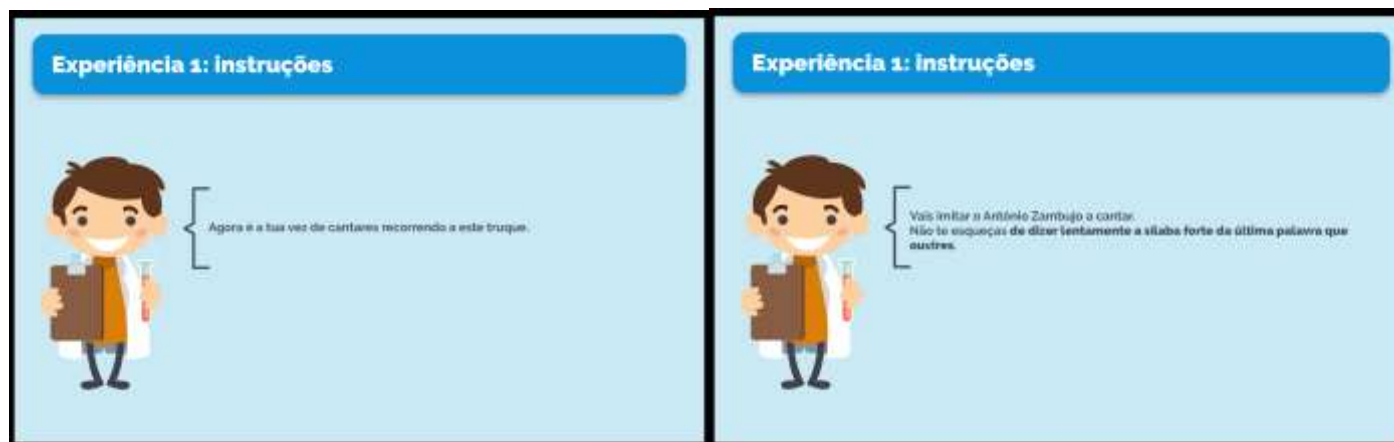 Experiência 1: instruções
Agora é a tua vez de cantares recorrendo a este truque.
Experiência 1: instruções
Vais imitar o António Zambujo a cantar.
Não te esqueças de dizer lentamente a sílaba forte da última palavra que
ouvires.